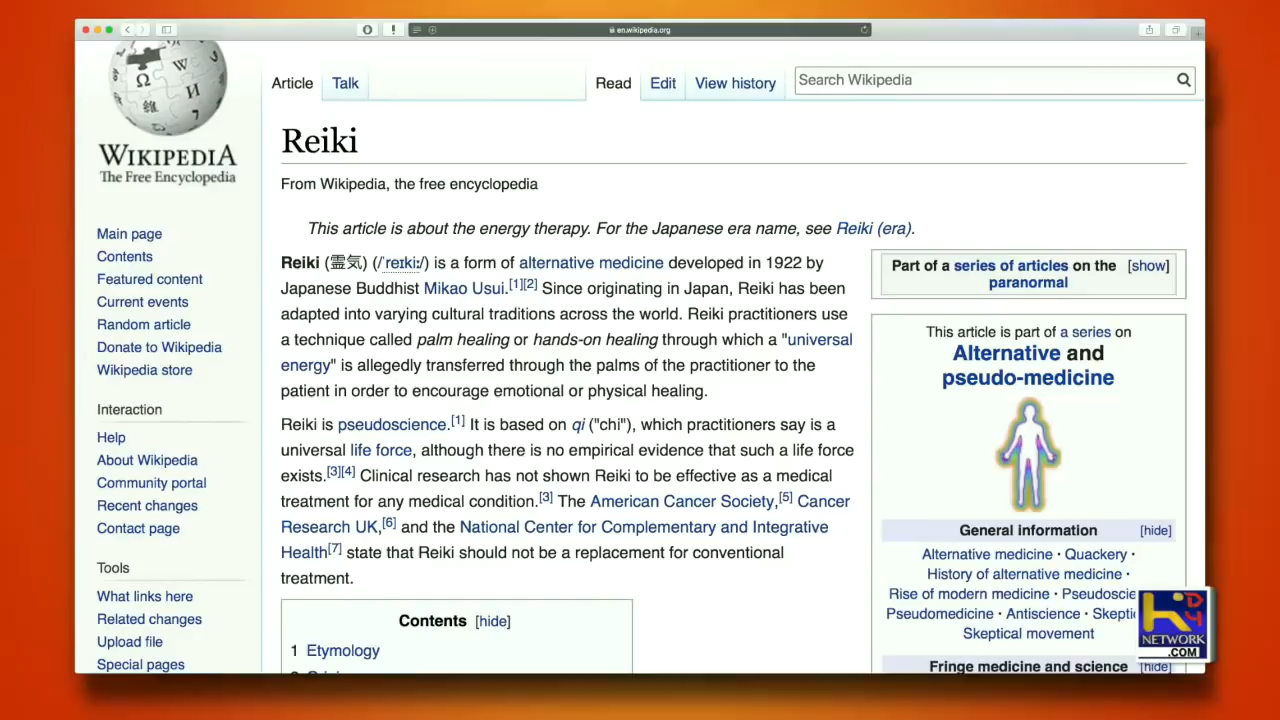 en.wikipedia.org
Article
Talk
Read
Edit
View history
Search Wikipedia
WIKIPEDIA
The Free Encyclopedia
Main page
Contents
Featured content
Current events
Random article
Donate to Wikipedia
Wikipedia store
Interaction
Help
About Wikipedia
Community portal
Recent changes
Contact page
Tools
What links here
Related changes
Upload file
Special pages
Reiki
From Wikipedia, the free encyclopedia
This article is about the energy therapy. For the Japanese era name, see Reiki (era).
Reiki (霊気) (/ˈreɪkiː/) is a form of alternative medicine developed in 1922 by
Japanese Buddhist Mikao Usui.[1][2] Since originating in Japan, Reiki has been
adapted into varying cultural traditions across the world. Reiki practitioners use
a technique called palm healing or hands-on healing through which a "universal
energy" is allegedly transferred through the palms of the practitioner to the
patient in order to encourage emotional or physical healing.
Reiki is pseudoscience.[1] It is based on qi ("chi"), which practitioners say is a
universal life force, although there is no empirical evidence that such a life force
exists.[3][4] Clinical research has not shown Reiki to be effective as a medical
treatment for any medical condition.[3] The American Cancer Society,[5] Cancer
Research UK,[6] and the National Center for Complementary and Integrative
Health[7] state that Reiki should not be a replacement for conventional
treatment.
Contents [hide]
1 Etymology
Part of a series of articles on the [show]
paranormal
This article is part of a series on
Alternative and
pseudo-medicine
General information [hide]
Alternative medicine · Quackery ·
History of alternative medicine ·
Rise of modern medicine · Pseudoscie
Pseudomedicine · Antiscience · Skepti
Skeptical movement
Fringe medicine and science [hide]
NETWORK
.COM